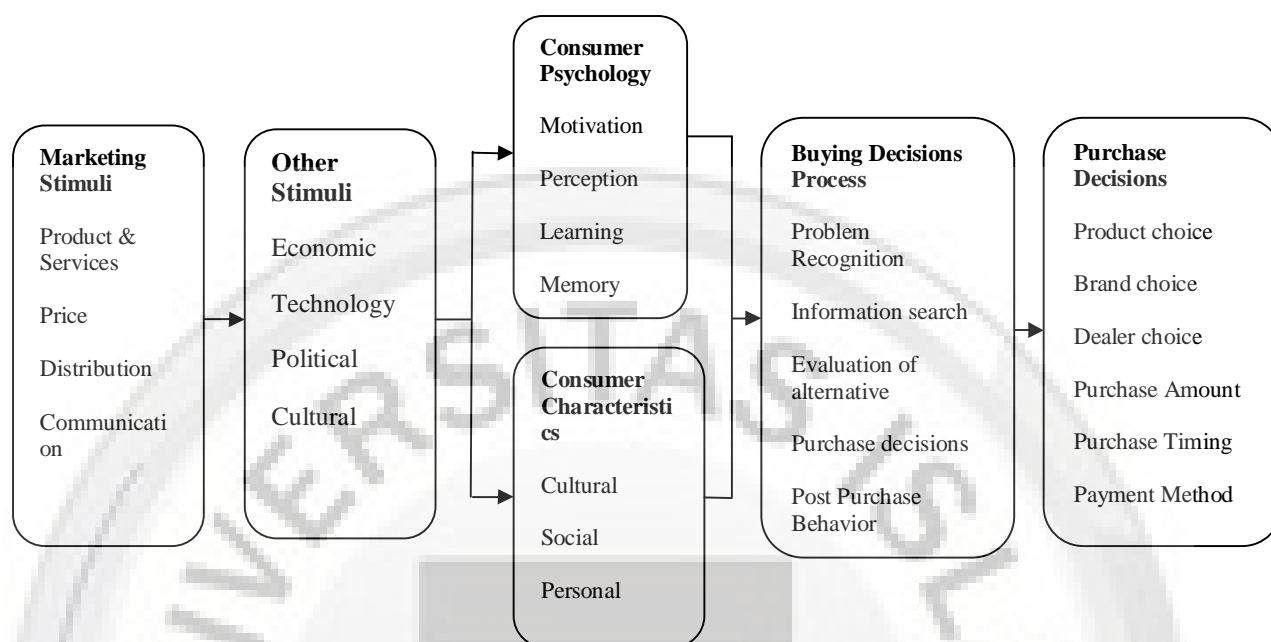 Marketing
Stimuli
Product &
Services
Price
Distribution
Communicati
on
Other
Stimuli
Economic
Technology
Political
Cultural
Consumer
Psychology
Motivation
Perception
Learning
Memory
Consumer
Characteristi
cs
Cultural
Social
Personal
Buying Decisions
Process
Problem
Recognition
Information search
Evaluation of
alternative
Purchase decisions
Post Purchase
Behavior
Purchase
Decisions
Product choice
Brand choice
Dealer choice
Purchase Amount
Purchase Timing
Payment Method
IVERSITAS ISL